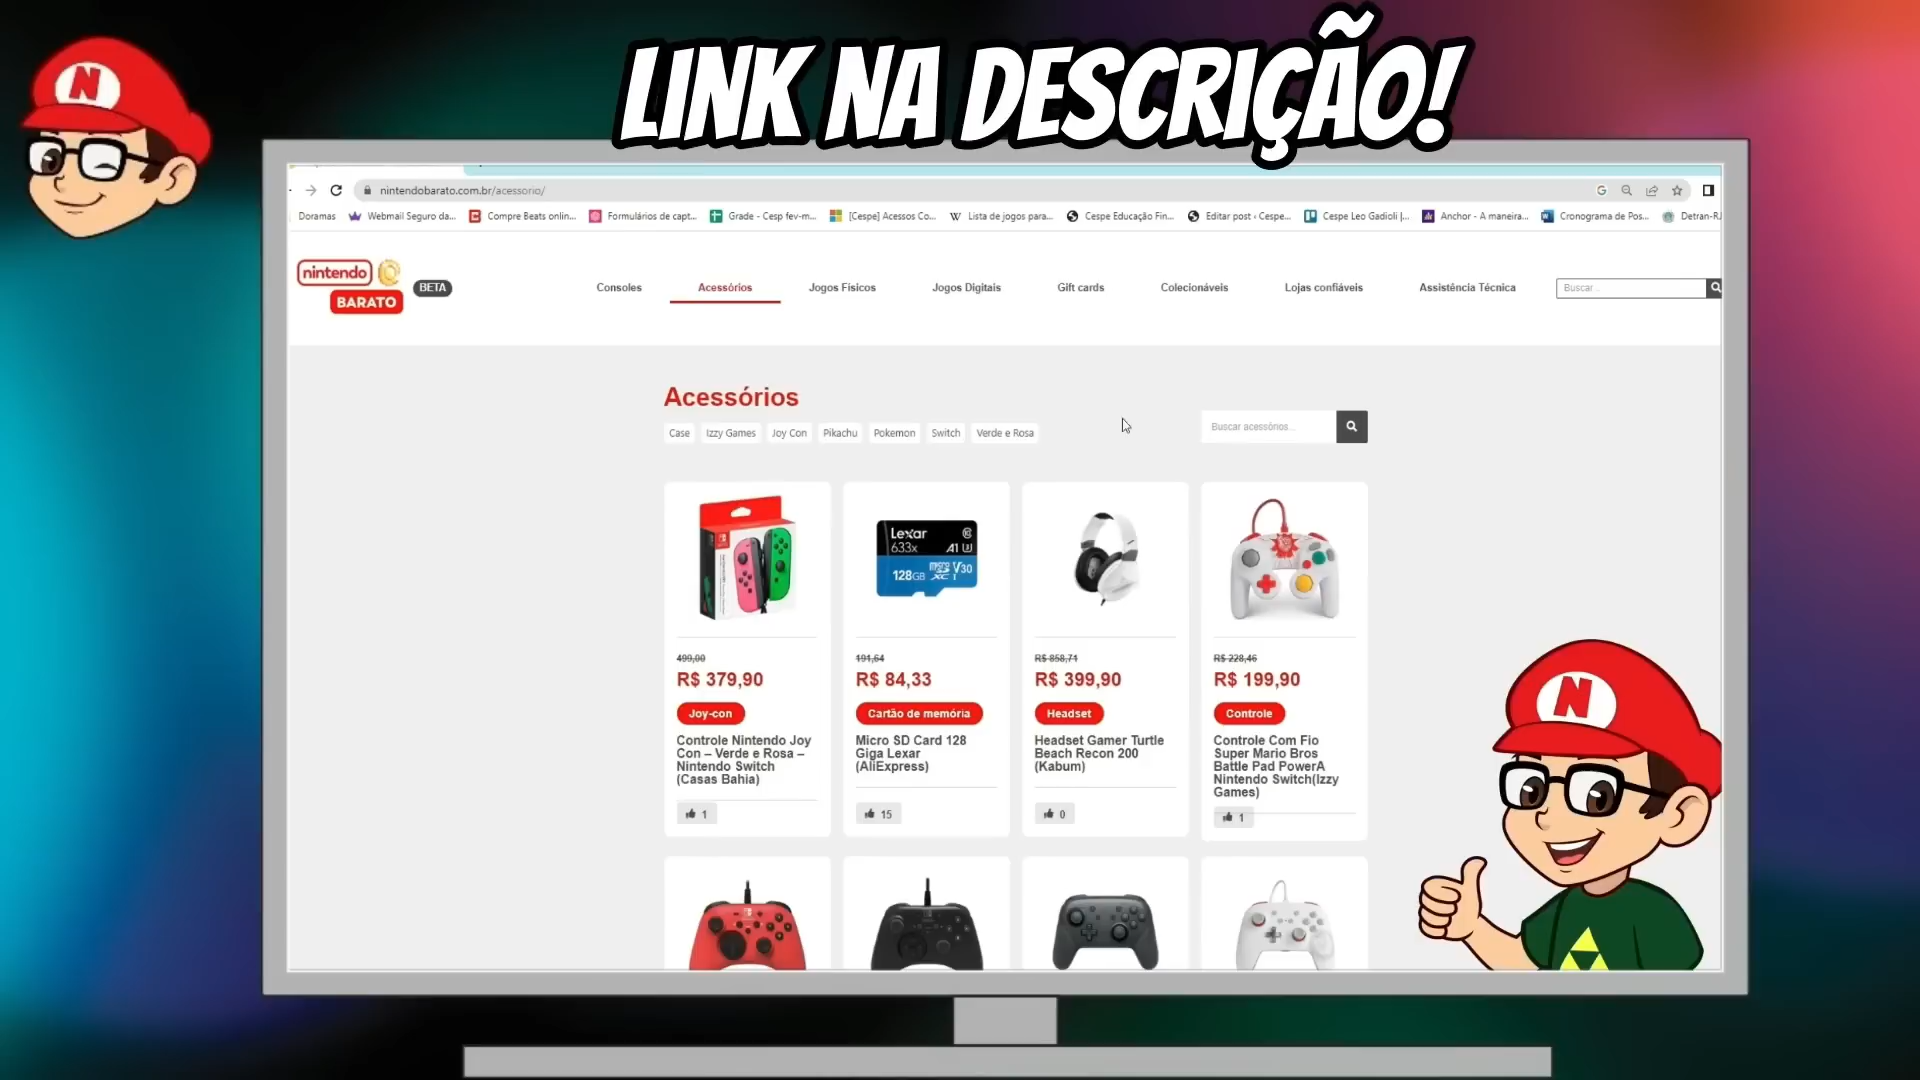 LINK NA DESCRIÇÃO!
N
nintendobarato.com.br/acessorio/
Doramas
Webmail Seguro da...
Compre Beats onlin...
Formulários de capt...
Grade - Cesp fev-m...
[Cespe] Acessos Co...
Lista de jogos para...
Cespe Educação Fin...
Editar post ‹ Cespe...
Cespe Leo Gadioli |...
Anchor - A maneira...
Cronograma de Pos...
Detran-RJ
nintendo
BARATO
BETA
Consoles
Acessórios
Jogos Físicos
Jogos Digitais
Gift cards
Colecionáveis
Lojas confiáveis
Assistência Técnica
Buscar...
Acessórios
Case
Izzy Games
Joy Con
Pikachu
Pokemon
Switch
Verde e Rosa
Buscar acessórios...
Lexar
633x A1 U3
128GB microSD XC I V30
499,00
R$ 379,90
Joy-con
Controle Nintendo Joy
Con – Verde e Rosa –
Nintendo Switch
(Casas Bahia)
1
191,64
R$ 84,33
Cartão de memória
Micro SD Card 128
Giga Lexar
(AliExpress)
15
R$ 858,71
R$ 399,90
Headset
Headset Gamer Turtle
Beach Recon 200
(Kabum)
0
R$ 228,46
R$ 199,90
Controle
Controle Com Fio
Super Mario Bros
Battle Pad PowerA
Nintendo Switch(Izzy
Games)
1
N